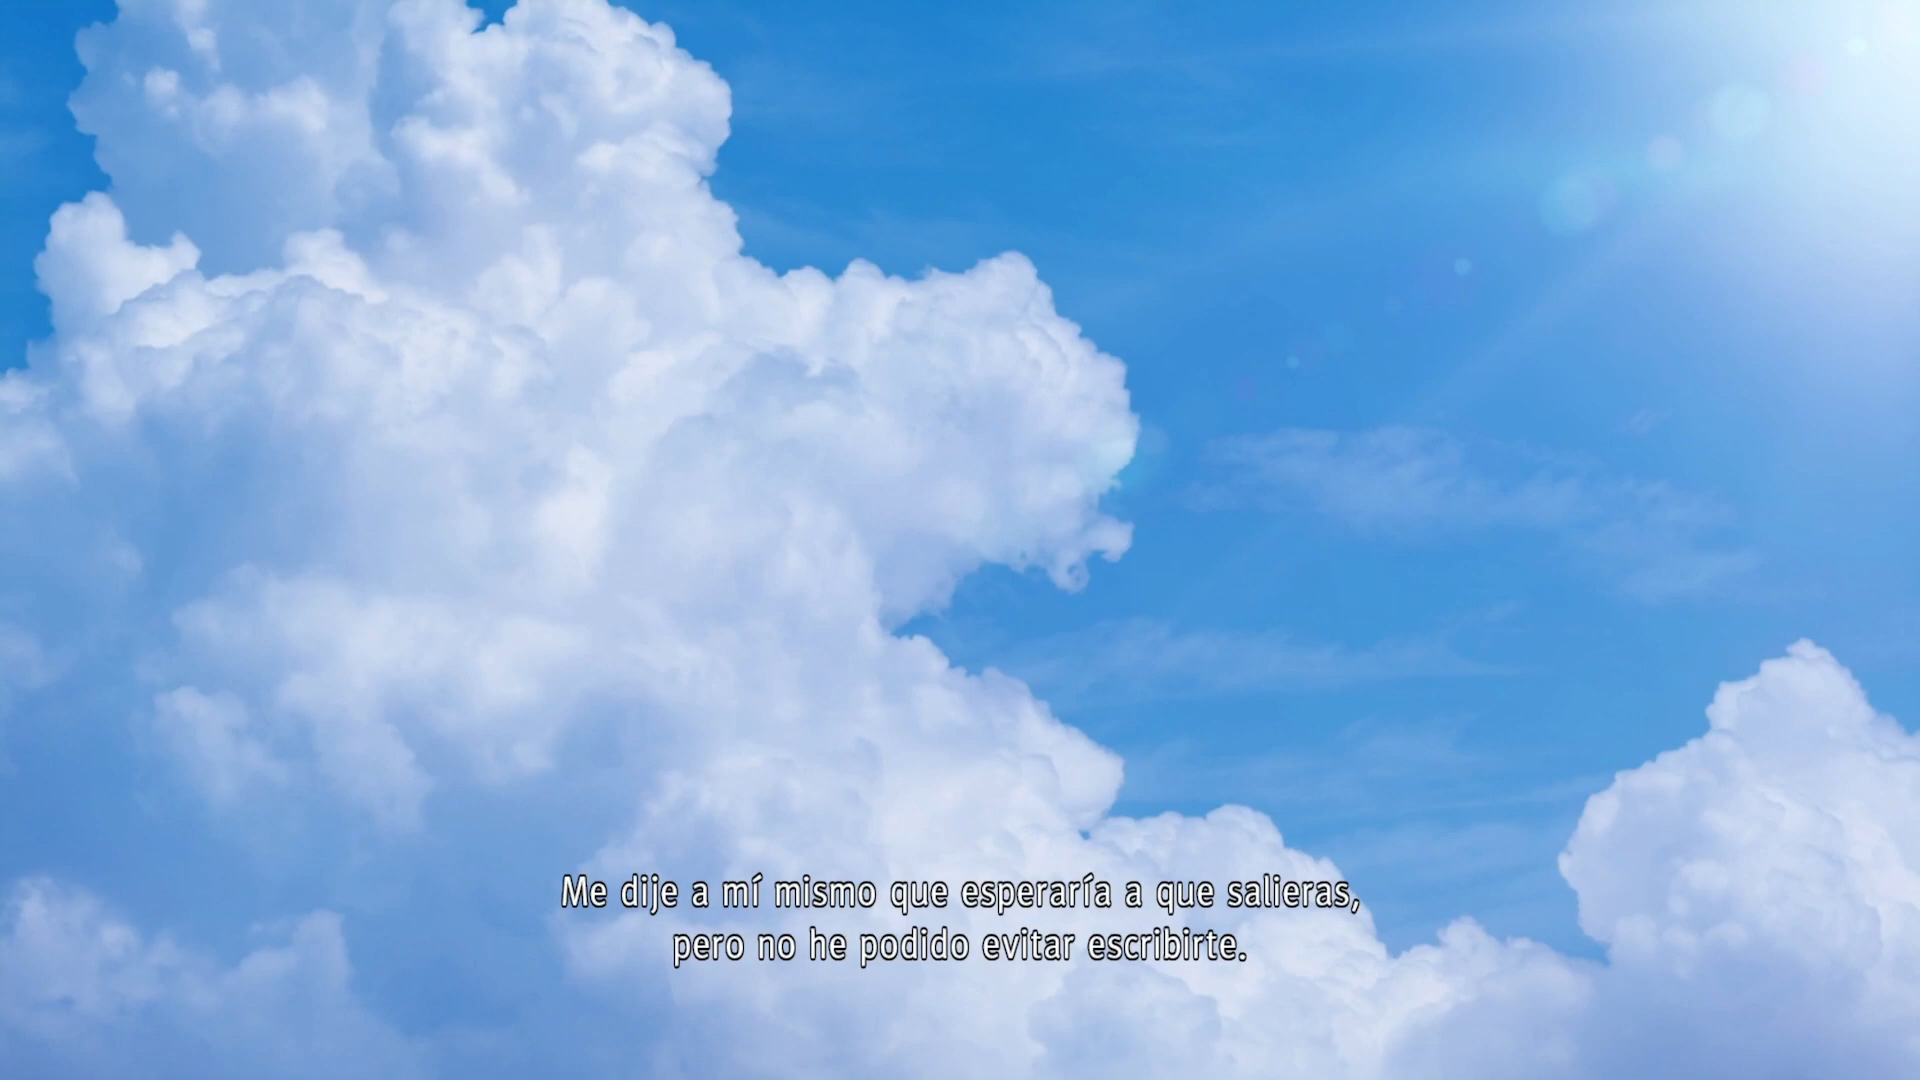 Me dije a mí mismo que esperaría a que salieras,
pero no he podido evitar escribirte.